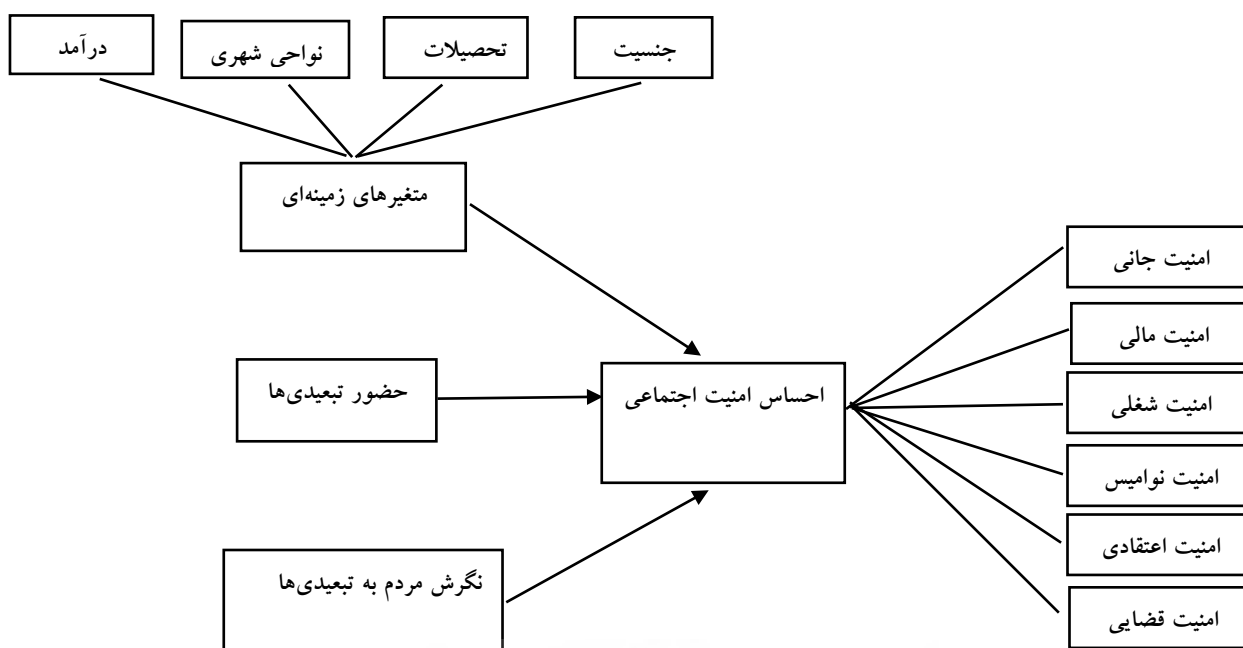 جنسیت
تحصیلات
نواحی شهری
درآمد
متغیرهای زمینه‌ای
امنیت جانی
امنیت مالی
حضور تبعیدی‌ها
احساس امنیت اجتماعی
امنیت شغلی
امنیت نوامیس
امنیت اعتقادی
نگرش مردم به تبعیدی‌ها
امنیت قضایی